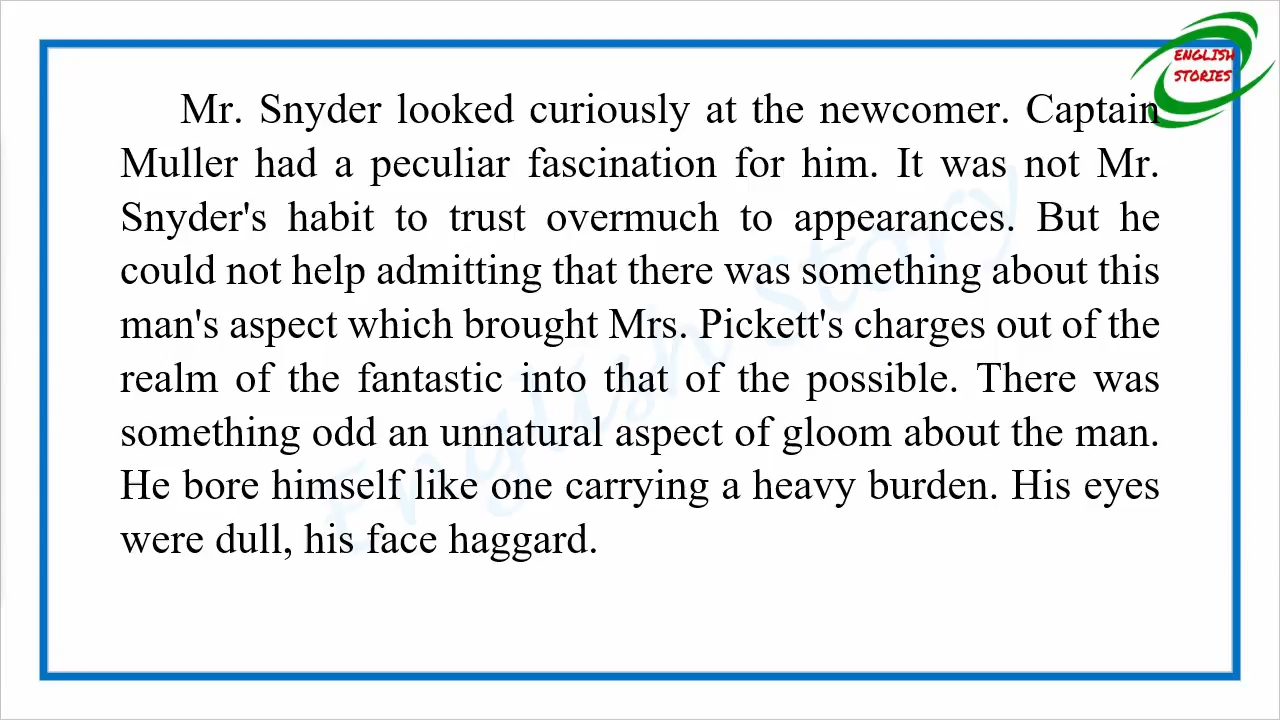 ENGLISH
STORIES
Mr. Snyder looked curiously at the newcomer. Captain
Muller had a peculiar fascination for him. It was not Mr.
Snyder's habit to trust overmuch to appearances. But he
could not help admitting that there was something about this
man's aspect which brought Mrs. Pickett's charges out of the
realm of the fantastic into that of the possible. There was
something odd an unnatural aspect of gloom about the man.
He bore himself like one carrying a heavy burden. His eyes
were dull, his face haggard.
English Story